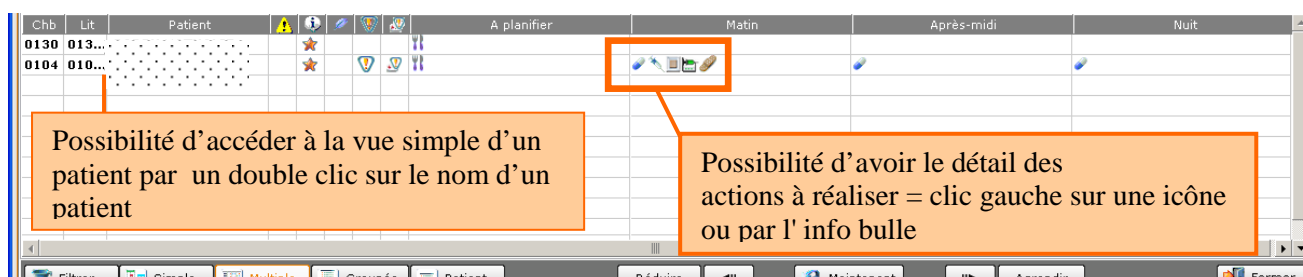 Chb Lit Patient A planifier Matin Après-midi Nuit
0130 013...
0104 010...
Possibilité d'accéder à la vue simple d'un
patient par un double clic sur le nom d'un
patient
Possibilité d'avoir le détail des
actions à réaliser = clic gauche sur une icône
ou par l' info bulle
Filtrer Simple Multiple Groupée Patient Réduire Maintenant Agrandir Fermer